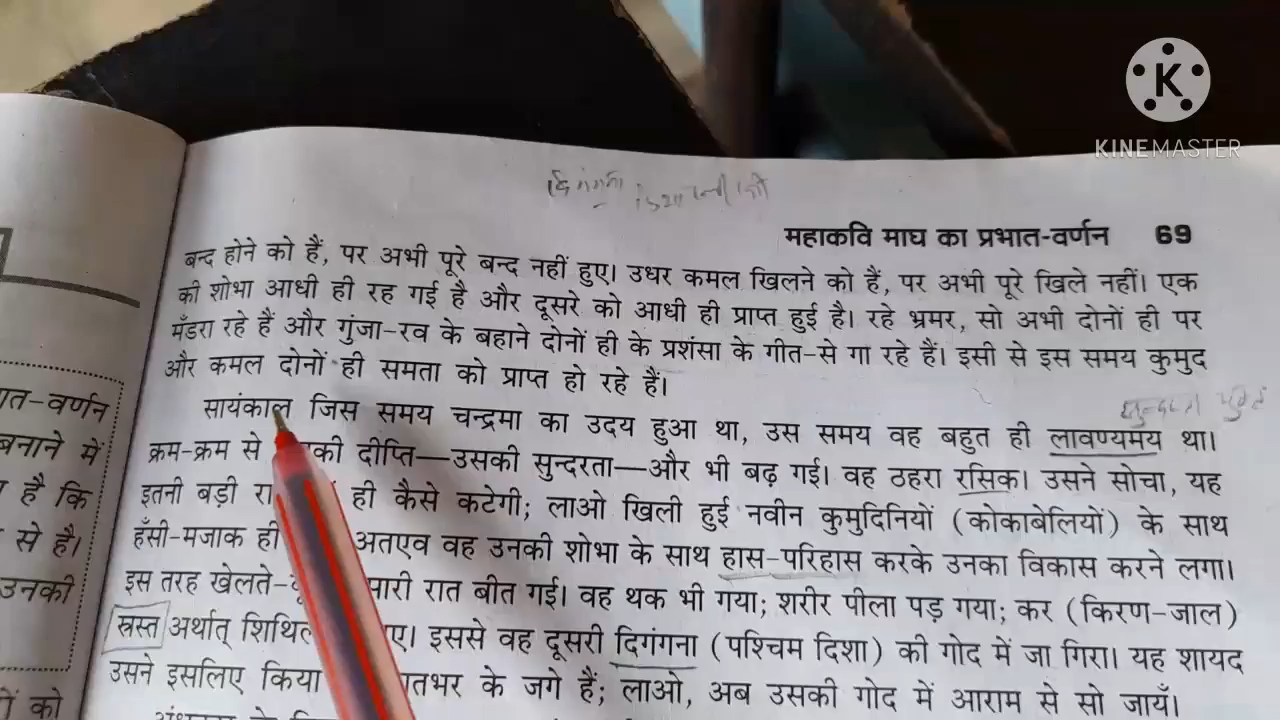 KINEMASTER
महाकवि माघ का प्रभात-वर्णन 69
बन्द होने को हैं, पर अभी पूरे बन्द नहीं हुए। उधर कमल खिलने को हैं, पर अभी पूरे खिले नहीं। एक
की शोभा आधी ही रह गई है और दूसरे को आधी ही प्राप्त हुई है। रहे भ्रमर, सो अभी दोनों ही पर
मँडरा रहे हैं और गुंजा-रव के बहाने दोनों ही के प्रशंसा के गीत-से गा रहे हैं। इसी से इस समय कुमुद
और कमल दोनों ही समता को प्राप्त हो रहे हैं।
सायंकाल जिस समय चन्द्रमा का उदय हुआ था, उस समय वह बहुत ही लावण्यमय था।
क्रम-क्रम से की दीप्ति—उसकी सुन्दरता—और भी बढ़ गई। वह ठहरा रसिक। उसने सोचा, यह
इतनी बड़ी ही कैसे कटेगी; लाओ खिली हुई नवीन कुमुदिनियों (कोकाबेलियों) के साथ
हँसी-मजाक ही अतएव वह उनकी शोभा के साथ हास-परिहास करके उनका विकास करने लगा।
इस तरह खेलते- रात बीत गई। वह थक भी गया; शरीर पीला पड़ गया; कर (किरण-जाल)
स्रस्त अर्थात् इससे वह दूसरी दिगंगना (पश्चिम दिशा) की गोद में जा गिरा। यह शायद
उसने इसलिए किया के जगे हैं; लाओ, अब उसकी गोद में आराम से सो जायँ।
ात-वर्णन
बनाने में
है कि
से है।
उनकी
को